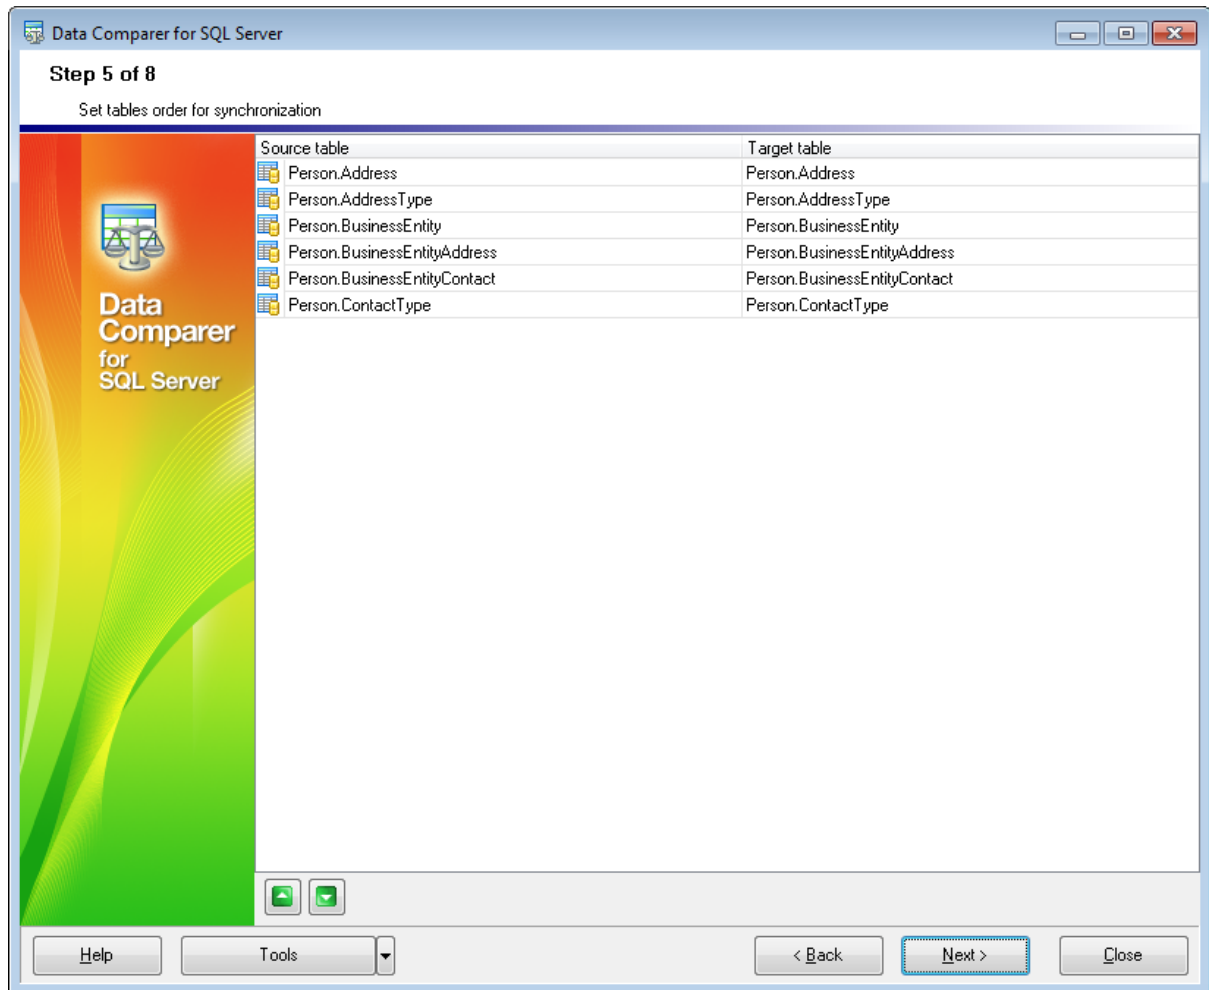 Data Comparer for SQL Server
Step 5 of 8
Set tables order for synchronization
Source table Target table
Person.Address Person.Address
Person.AddressType Person.AddressType
Person.BusinessEntity Person.BusinessEntity
Person.BusinessEntityAddress Person.BusinessEntityAddress
Person.BusinessEntityContact Person.BusinessEntityContact
Person.ContactType Person.ContactType
Data
Comparer
for
SQL Server
Help Tools < Back Next > Close